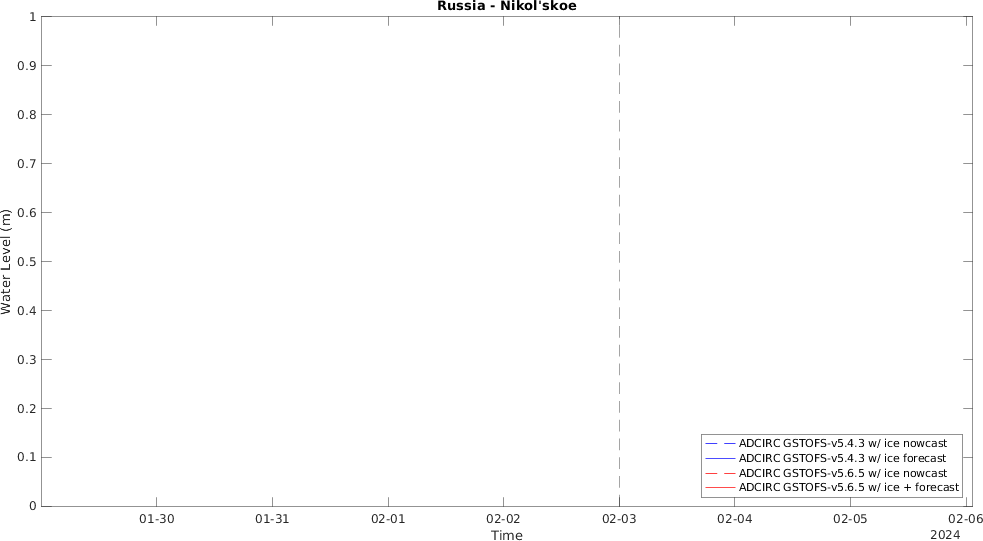 Russia - Nikol'skoe
1
0.9
0.8
0.7
0.6
0.5
0.4
0.3
0.2
0.1
0
Water Level (m)
ADCIRC GSTOFS-v5.4.3 w/ ice nowcast
ADCIRC GSTOFS-v5.4.3 w/ ice forecast
ADCIRC GSTOFS-v5.6.5 w/ ice nowcast
ADCIRC GSTOFS-v5.6.5 w/ ice + forecast
01-30 01-31 02-01 02-02 02-03 02-04 02-05 02-06
Time
2024